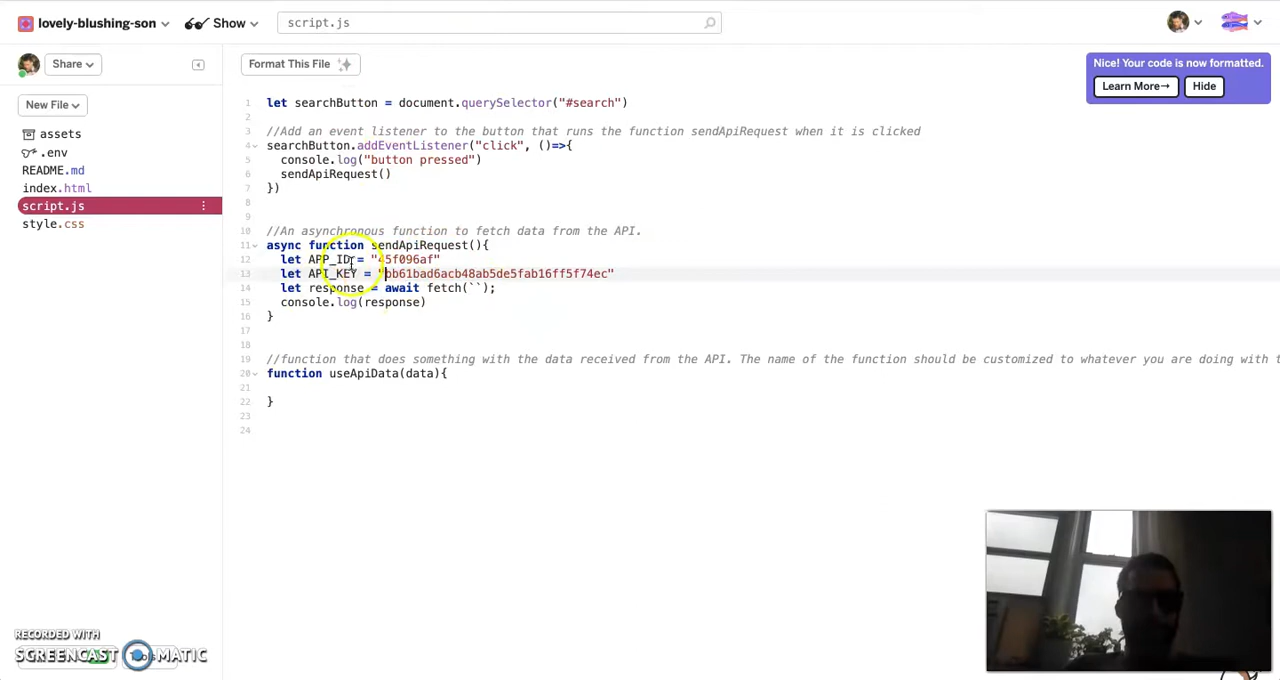 lovely-blushing-son
Show
script.js
Share
Format This File
Nice! Your code is now formatted.
Learn More→
Hide
New File
assets
.env
README.md
index.html
script.js
style.css
1 let searchButton = document.querySelector("#search")
2
3 //Add an event listener to the button that runs the function sendApiRequest when it is clicked
4 searchButton.addEventListener("click", ()=>{
5 console.log("button pressed")
6 sendApiRequest()
7 })
8
9
10 //An asynchronous function to fetch data from the API.
11 async function sendApiRequest(){
12 let APP_ID = "45f096af"
13 let API_KEY = "bb61bad6acb48ab5de5fab16ff5f74ec"
14 let response = await fetch(``);
15 console.log(response)
16 }
17
18
19 //function that does something with the data received from the API. The name of the function should be customized to whatever you are doing with t
20 function useApiData(data){
21
22 }
23
24
RECORDED WITH
SCREENCAST MATIC